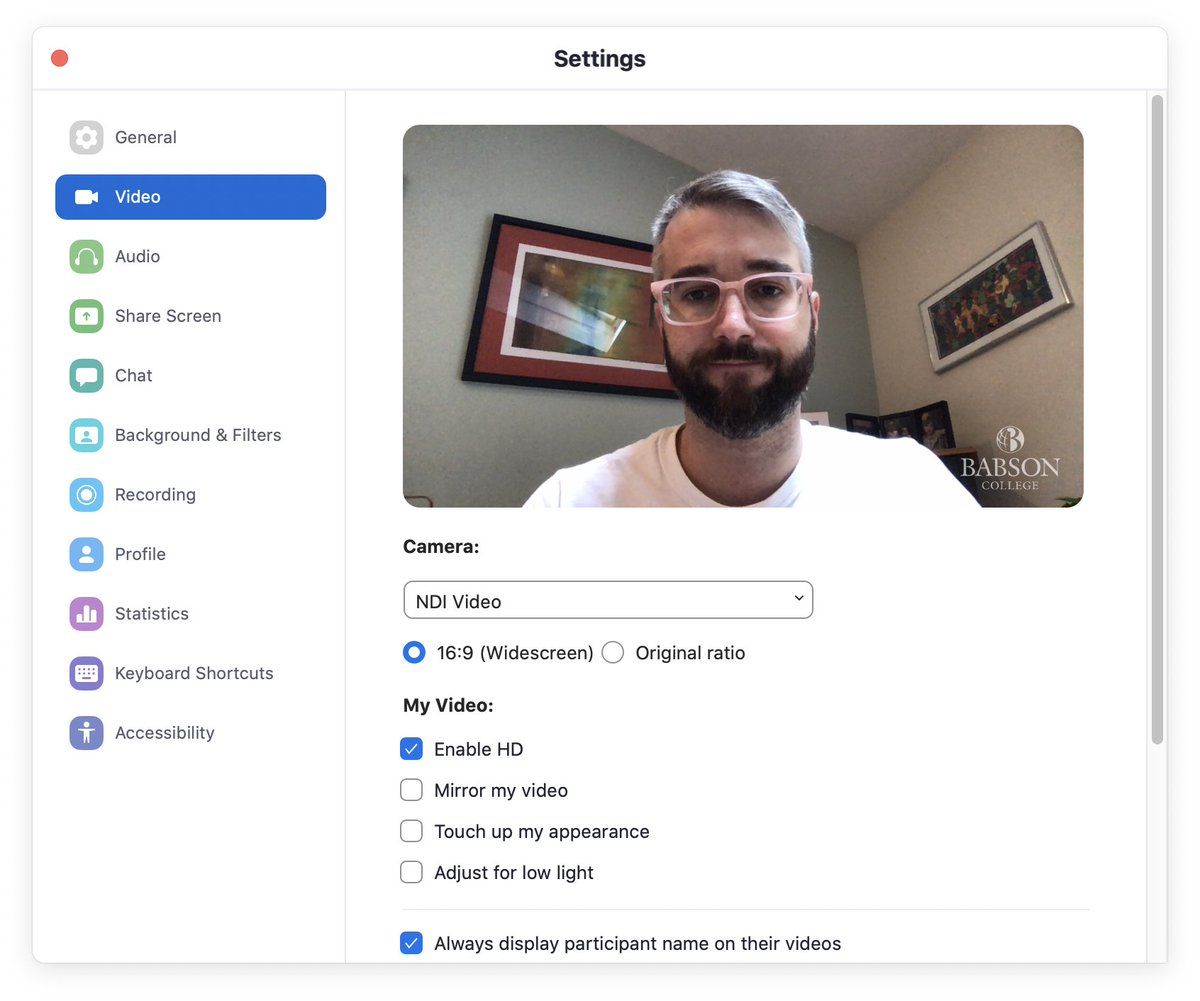 Settings
General
Video
Audio
Share Screen
Chat
Background & Filters
Recording
Profile
Statistics
Keyboard Shortcuts
Accessibility
BABSON
COLLEGE
Camera:
NDI Video
16:9 (Widescreen) Original ratio
My Video:
Enable HD
Mirror my video
Touch up my appearance
Adjust for low light
Always display participant name on their videos